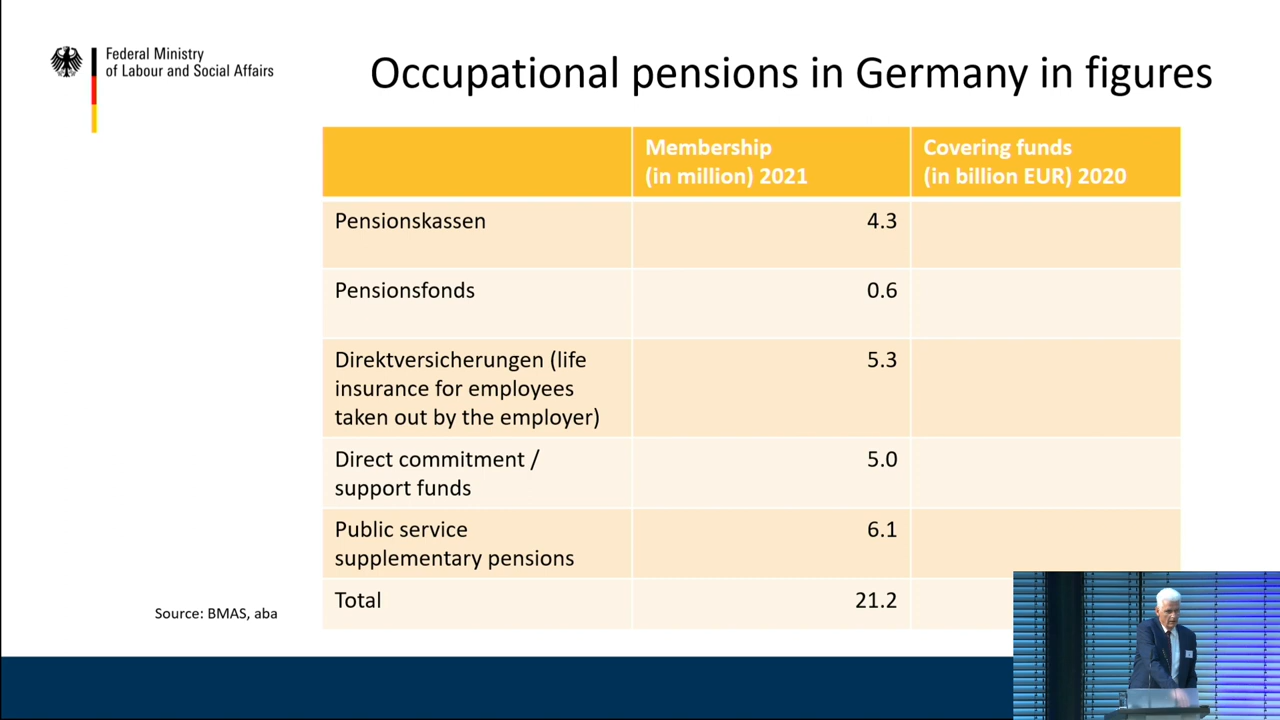 Federal Ministry
of Labour and Social Affairs
Occupational pensions in Germany in figures
Membership
(in million) 2021
Covering funds
(in billion EUR) 2020
Pensionskassen
4.3
Pensionsfonds
0.6
Direktversicherungen (life
insurance for employees
taken out by the employer)
5.3
Direct commitment /
support funds
5.0
Public service
supplementary pensions
6.1
Total
21.2
Source: BMAS, aba